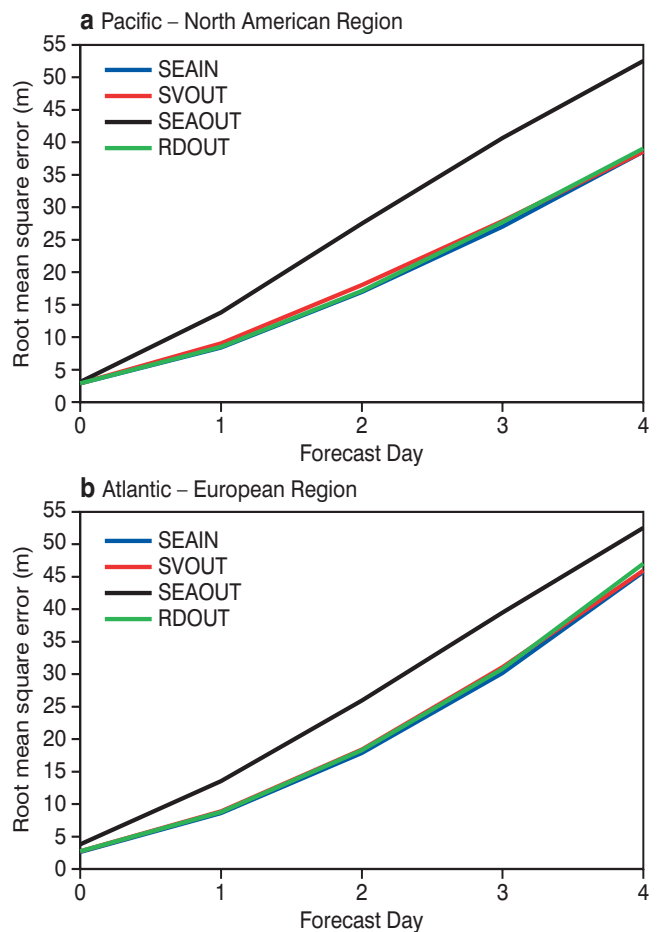 a Pacific – North American Region
Root mean square error (m)
55
50
45
40
35
30
25
20
15
10
5
0
SEAIN
SVOUT
SEAOUT
RDOUT
0 1 2 3 4
Forecast Day
b Atlantic – European Region
Root mean square error (m)
55
50
45
40
35
30
25
20
15
10
5
0
SEAIN
SVOUT
SEAOUT
RDOUT
0 1 2 3 4
Forecast Day